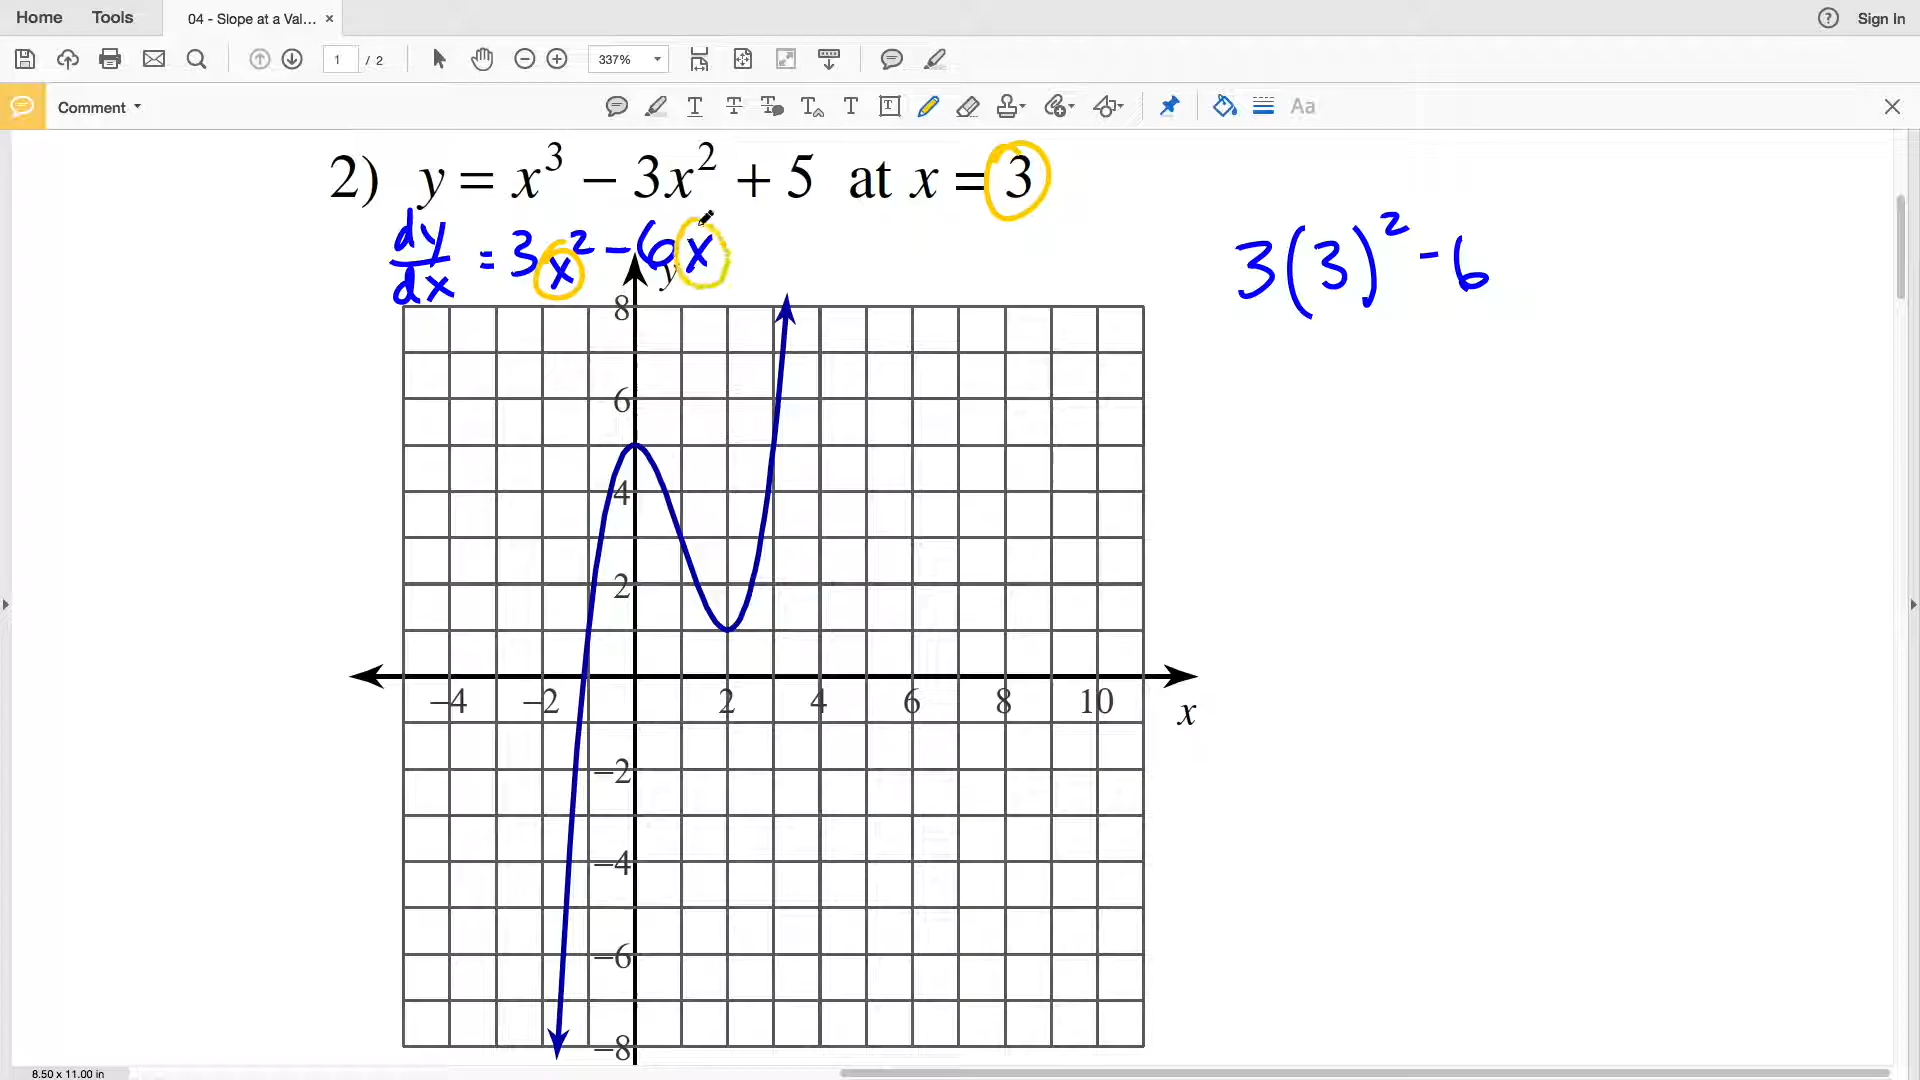 Home Tools 04 - Slope at a Val... × Sign In
1 / 2 337%
Comment Aa
2) y = x³ − 3x² + 5 at x = 3
dy/dx = 3x² − 6x
3(3)² − 6
y
8
6
4
2
−4 −2 2 4 6 8 10
x
−2
−4
−6
−8
8.50 x 11.00 in